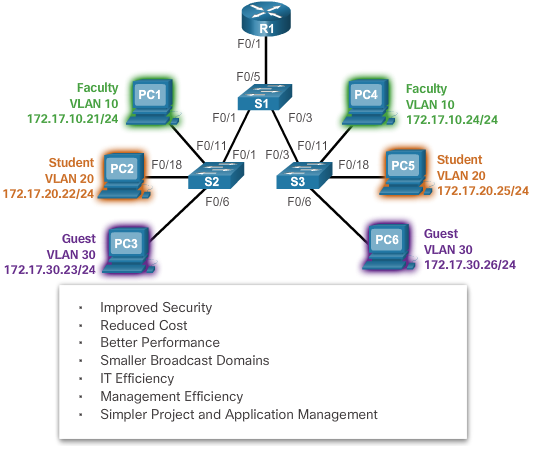 R1
F0/1
F0/5
S1
F0/1
F0/3
Faculty
VLAN 10
172.17.10.21/24
PC1
PC4
Faculty
VLAN 10
172.17.10.24/24
F0/11
F0/1
F0/3
F0/11
Student
VLAN 20
172.17.20.22/24
PC2
F0/18
S2
F0/6
S3
F0/6
F0/18
PC5
Student
VLAN 20
172.17.20.25/24
Guest
VLAN 30
172.17.30.23/24
PC3
PC6
Guest
VLAN 30
172.17.30.26/24
• Improved Security
• Reduced Cost
• Better Performance
• Smaller Broadcast Domains
• IT Efficiency
• Management Efficiency
• Simpler Project and Application Management